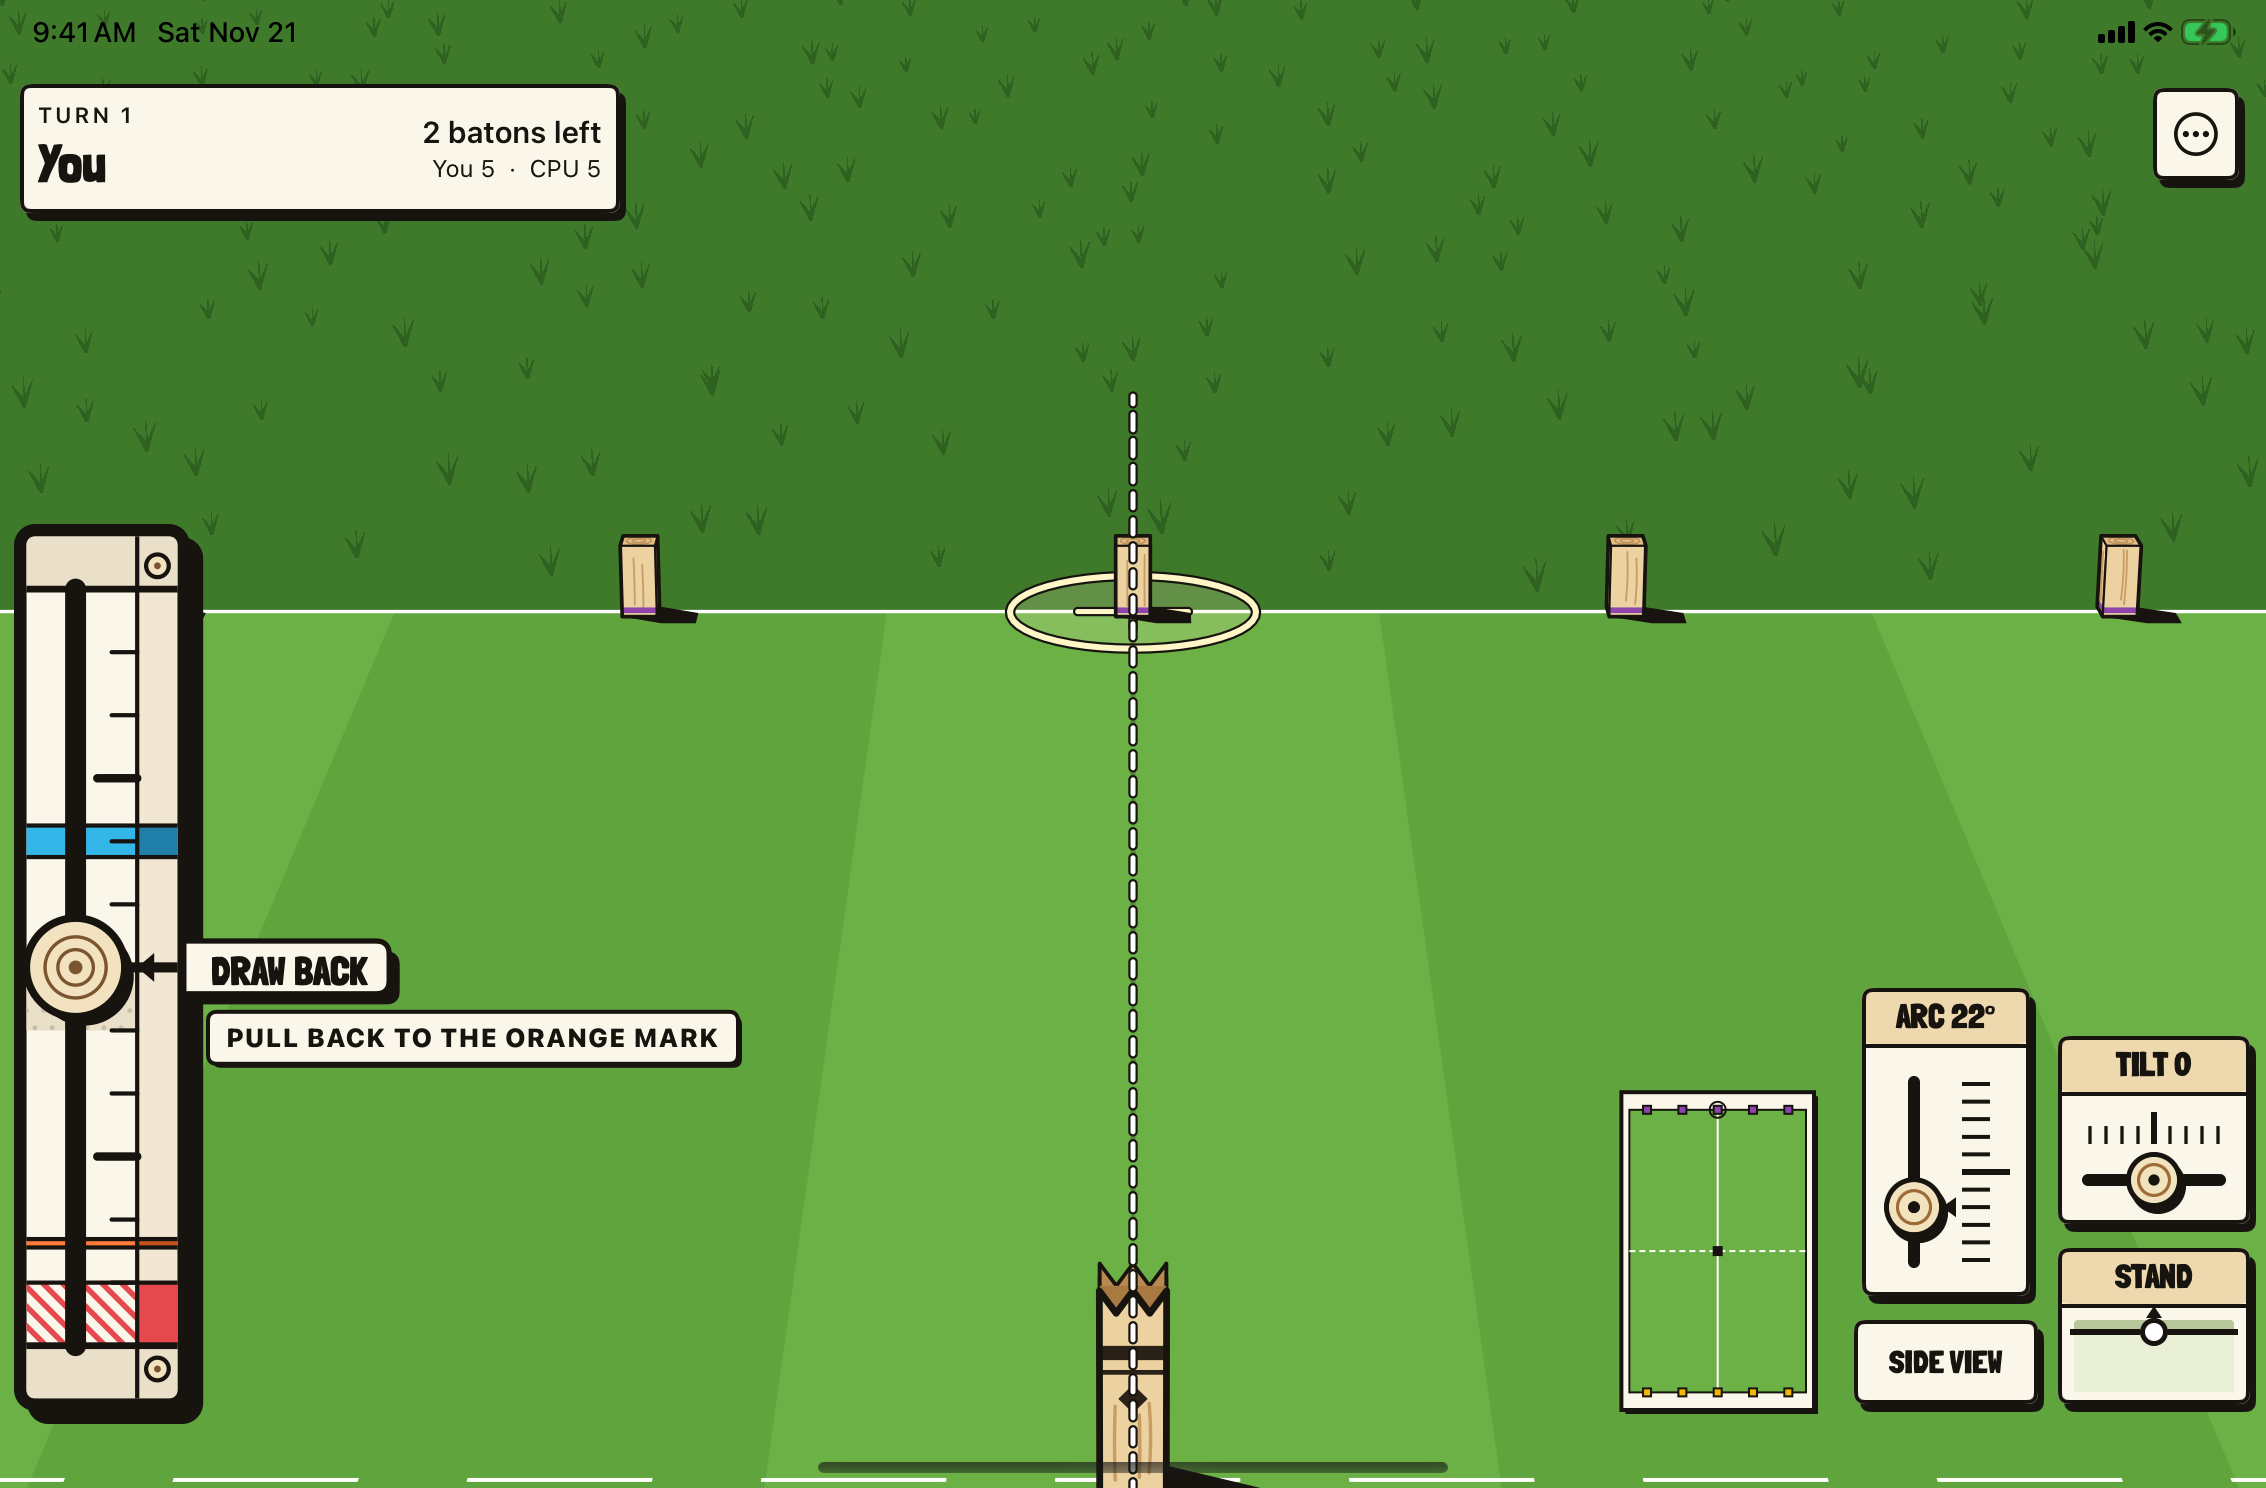 9:41 AM Sat Nov 21
TURN 1
You
2 batons left
You 5 · CPU 5
DRAW BACK
PULL BACK TO THE ORANGE MARK
ARC 22°
TILT 0
STAND
SIDE VIEW